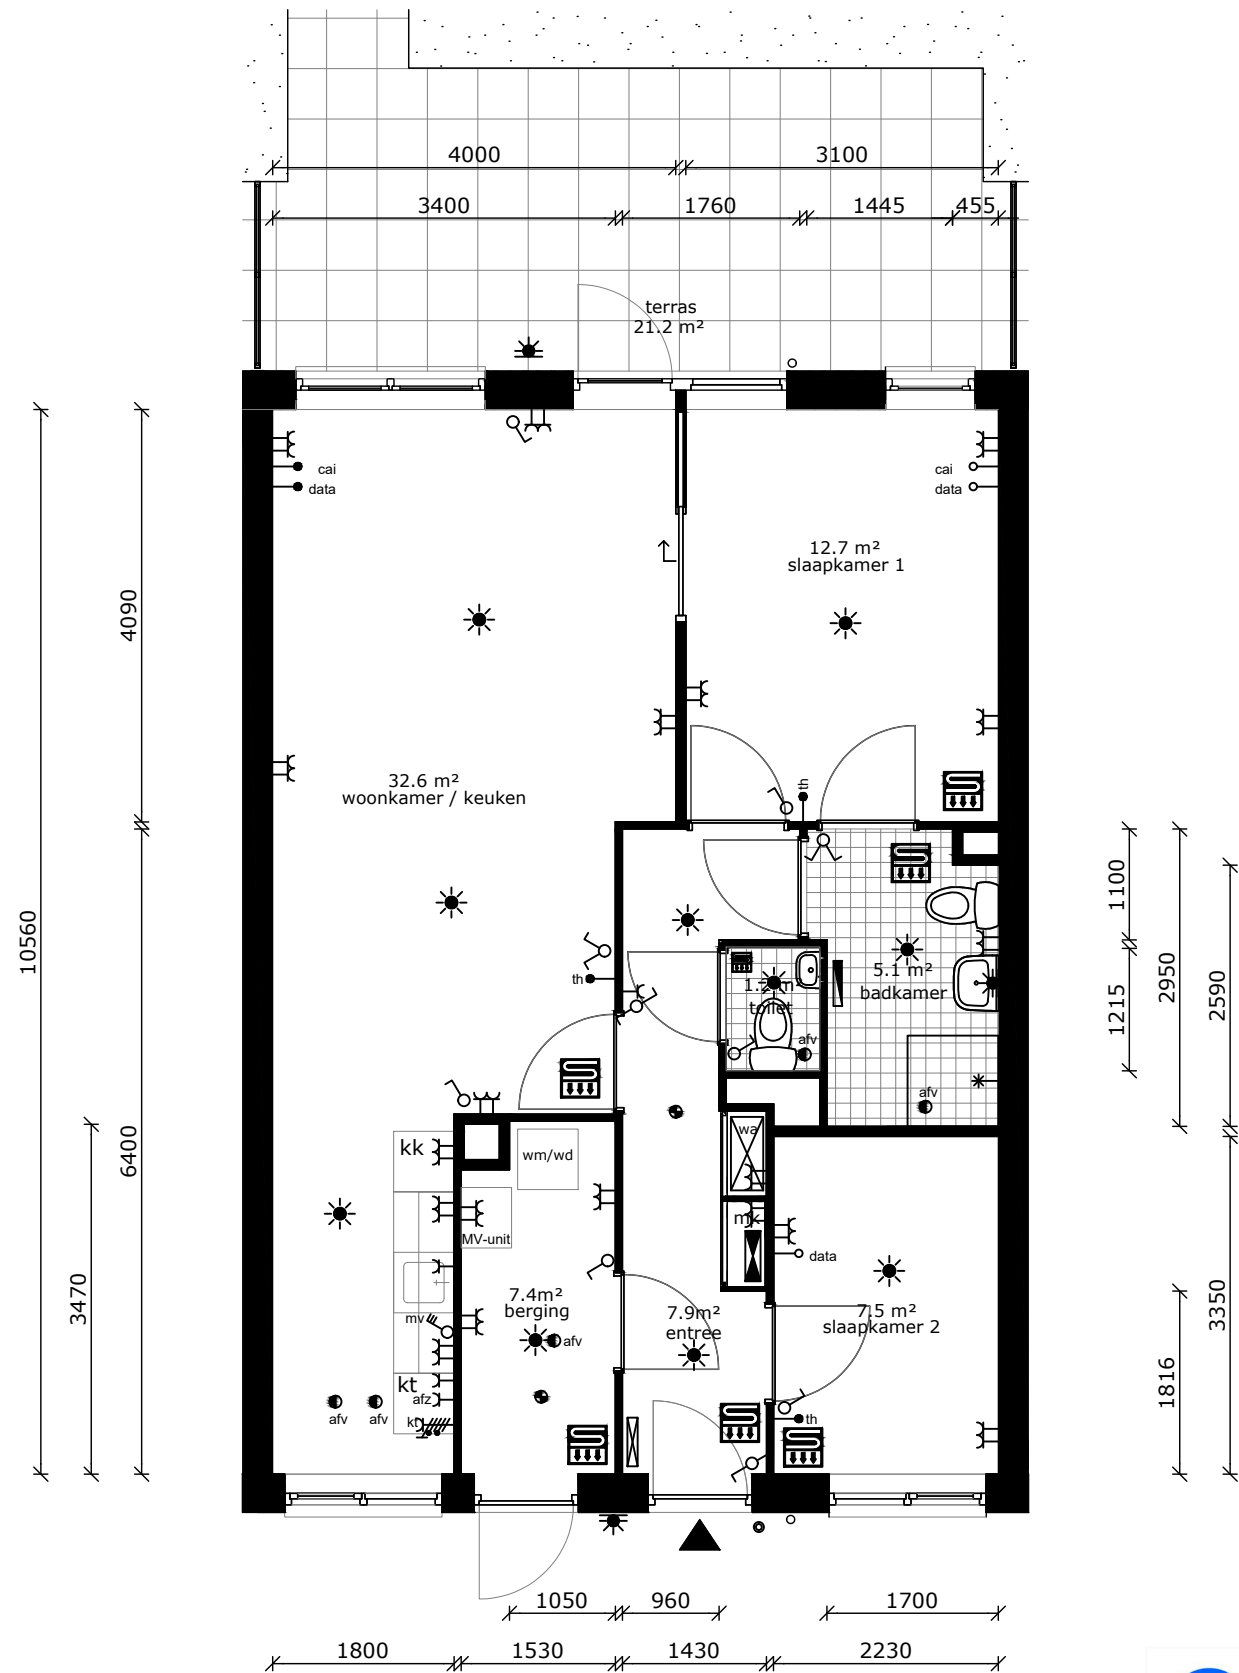 4000
3100
3400
1760
1445
455
terras
21.2 m²
cai
data
cai
data
12.7 m²
slaapkamer 1
4090
th
32.6 m²
woonkamer / keuken
1100
10560
2950
2590
th
5.1 m²
badkamer
toilet
1215
afv
afv
6400
kk
wm/wd
wa
MV-unit
mk
data
3470
3350
7.4m²
berging
7.9m²
entree
7.5 m²
slaapkamer 2
mv
afv
1816
kt
afz
afv
afv
kt
th
1050
960
1700
1800
1530
1430
2230